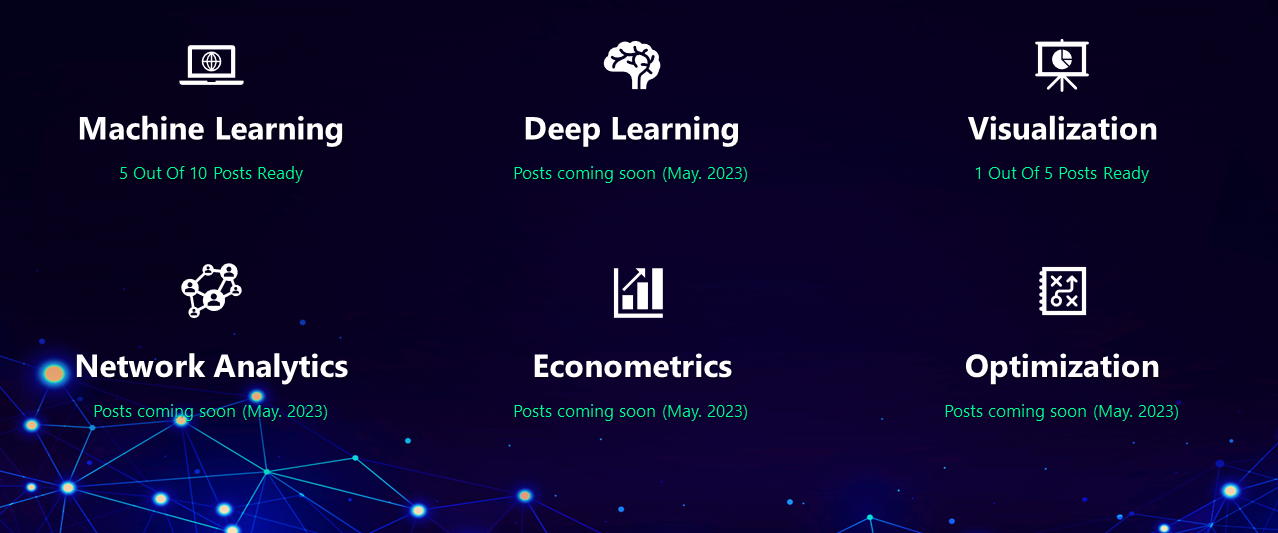 Machine Learning
5 Out Of 10 Posts Ready
Deep Learning
Posts coming soon (May. 2023)
Visualization
1 Out Of 5 Posts Ready
Network Analytics
Posts coming soon (May. 2023)
Econometrics
Posts coming soon (May. 2023)
Optimization
Posts coming soon (May. 2023)